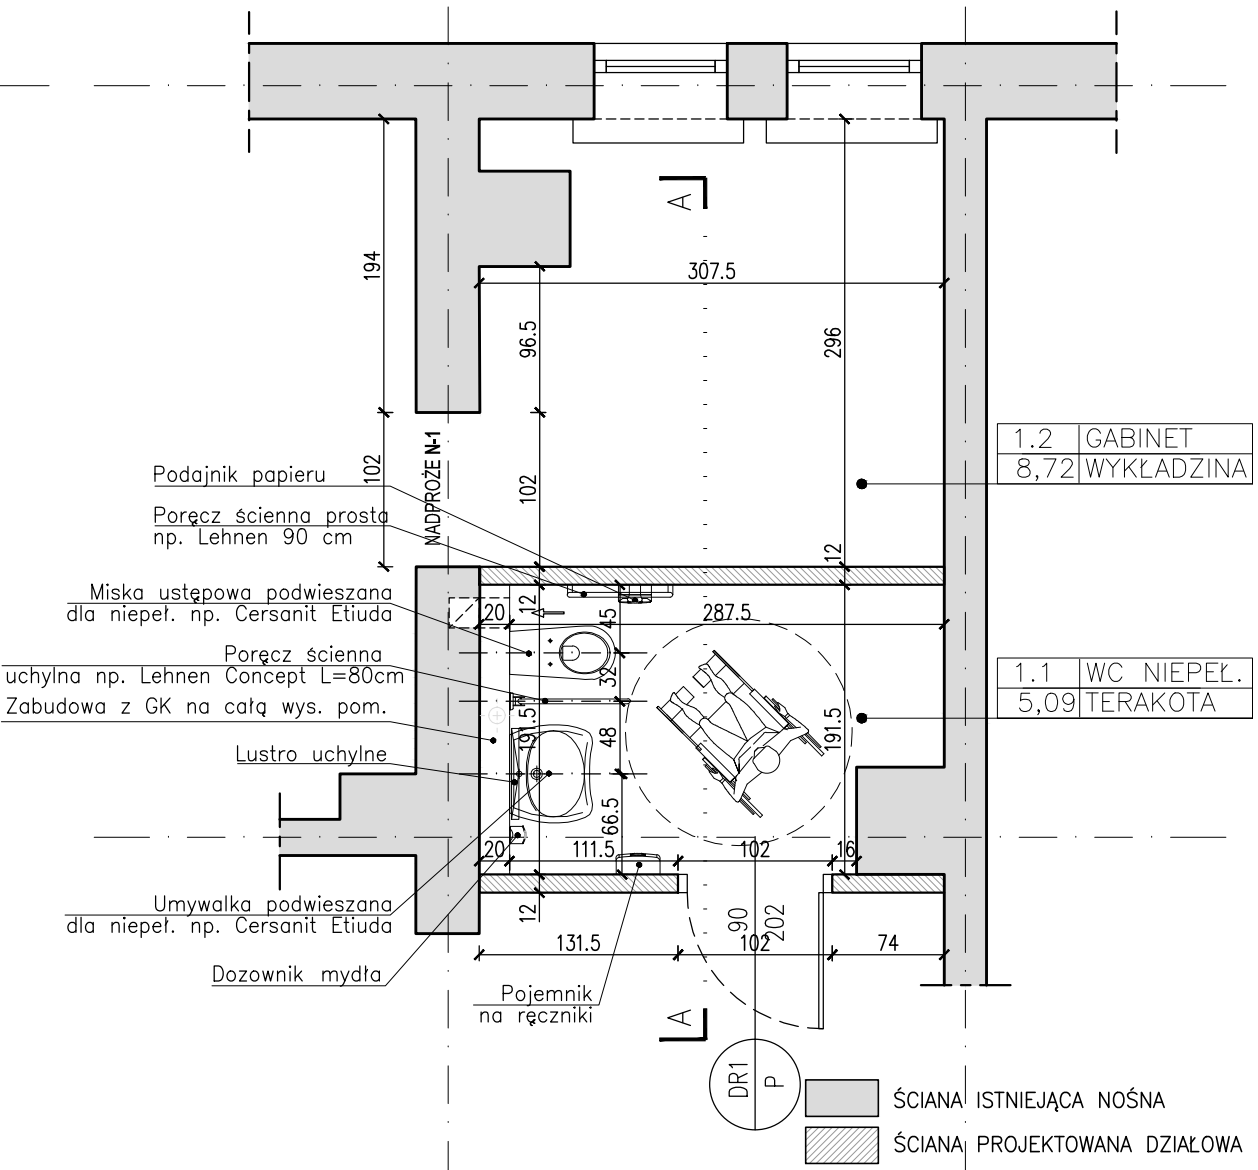 A
194
307.5
96.5
296
102
102
NADPROŻE N-1
12
1.2 GABINET
8,72 WYKŁADZINA
Podajnik papieru
Poręcz ścienna prosta
np. Lehnen 90 cm
Miska ustępowa podwieszana
dla niepeł. np. Cersanit Etiuda
Poręcz ścienna
uchylna np. Lehnen Concept L=80cm
Zabudowa z GK na całą wys. pom.
Lustro uchylne
20
12
45
287.5
32
191.5
48
191.5
66.5
1.1 WC NIEPEŁ.
5,09 TERAKOTA
20
111.5
102
16
Umywalka podwieszana
dla niepeł. np. Cersanit Etiuda
Dozownik mydła
Pojemnik
na ręczniki
12
90
202
131.5
102
74
A
DR1
P
ŚCIANA ISTNIEJĄCA NOŚNA
ŚCIANA PROJEKTOWANA DZIAŁOWA